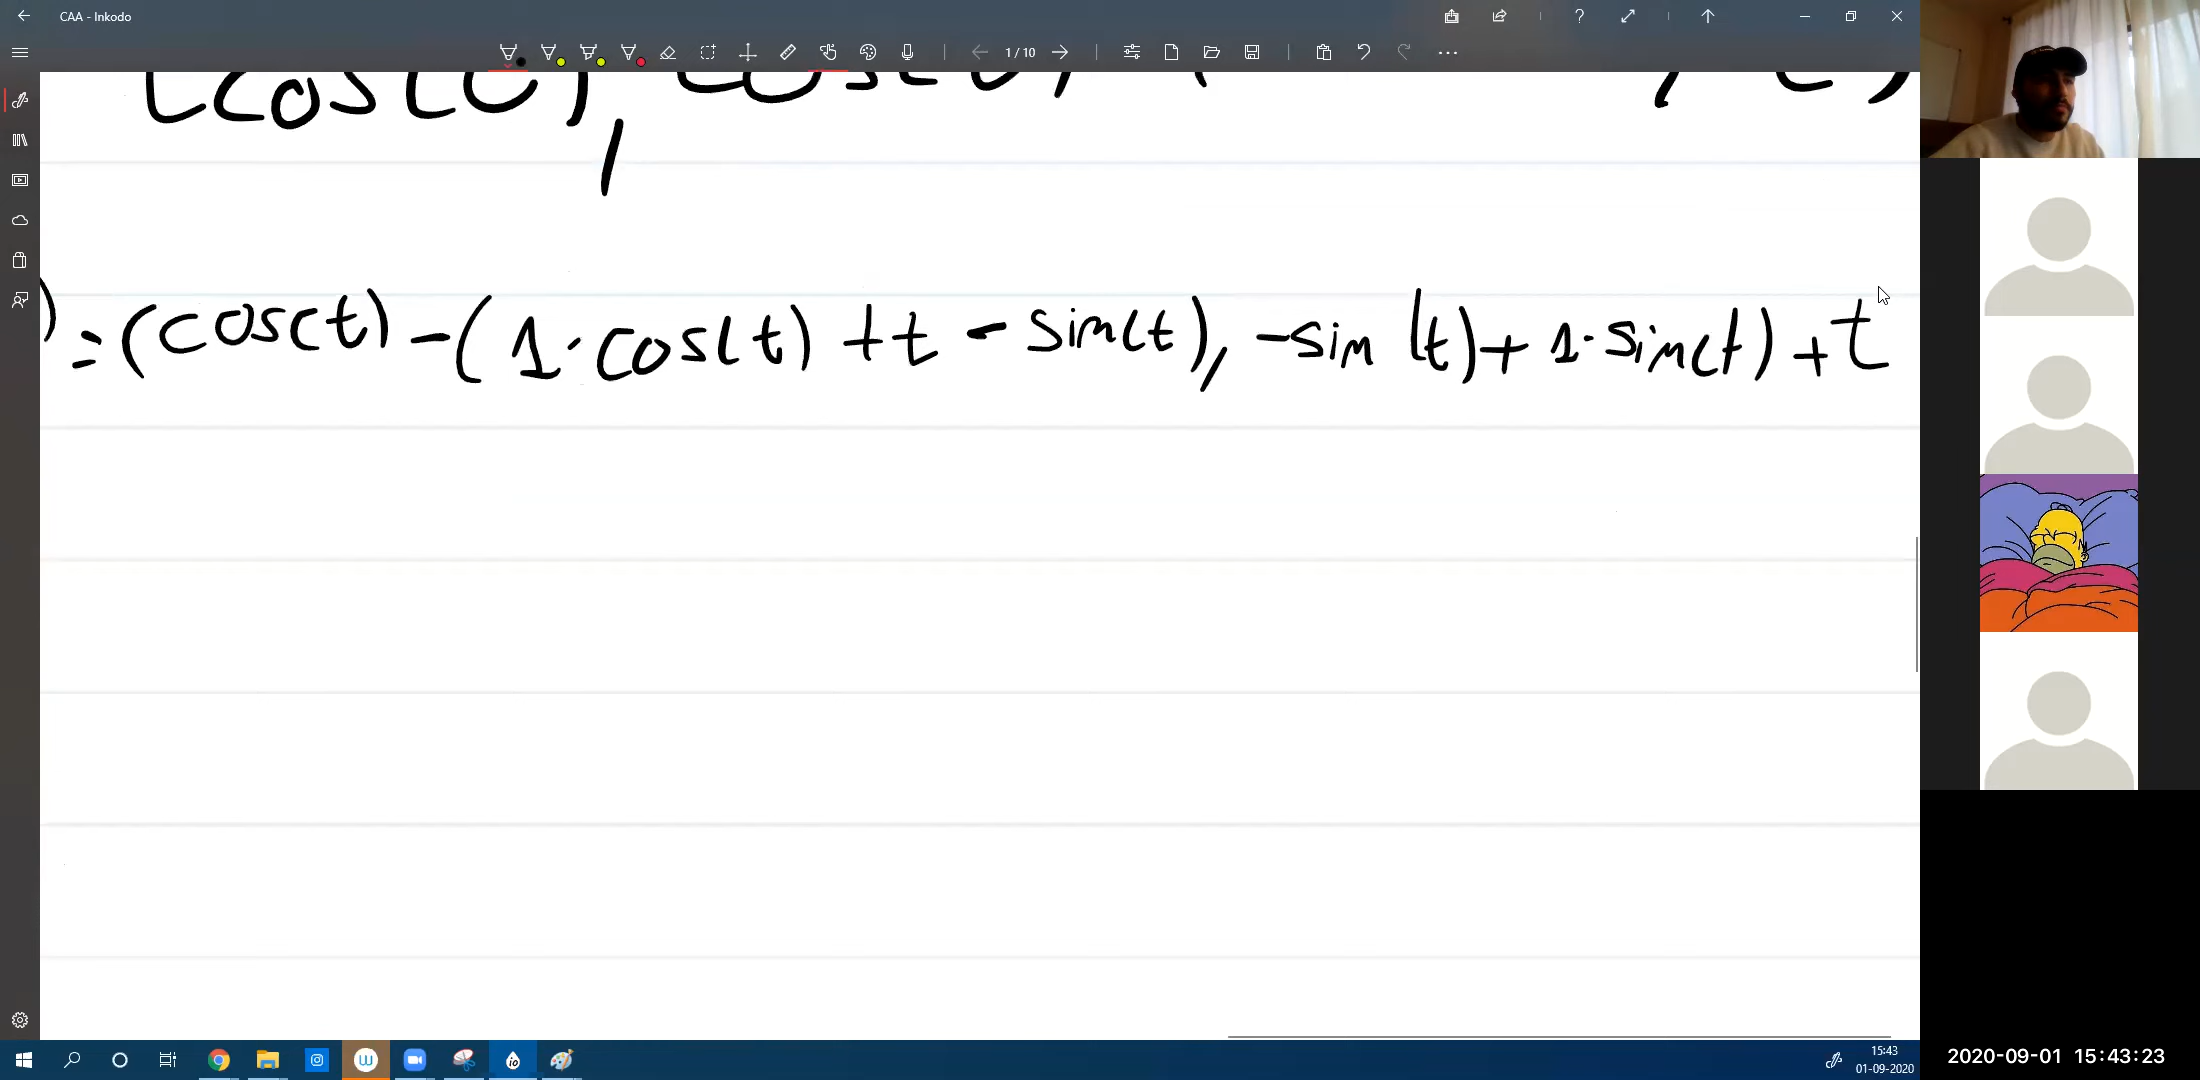 CAA - Inkodo
1 / 10
) = (cos(t) - (1·cos(t) + t - sin(t), -sin (t) + 1·sin(t) + t
15:43
01-09-2020
2020-09-01 15:43:23